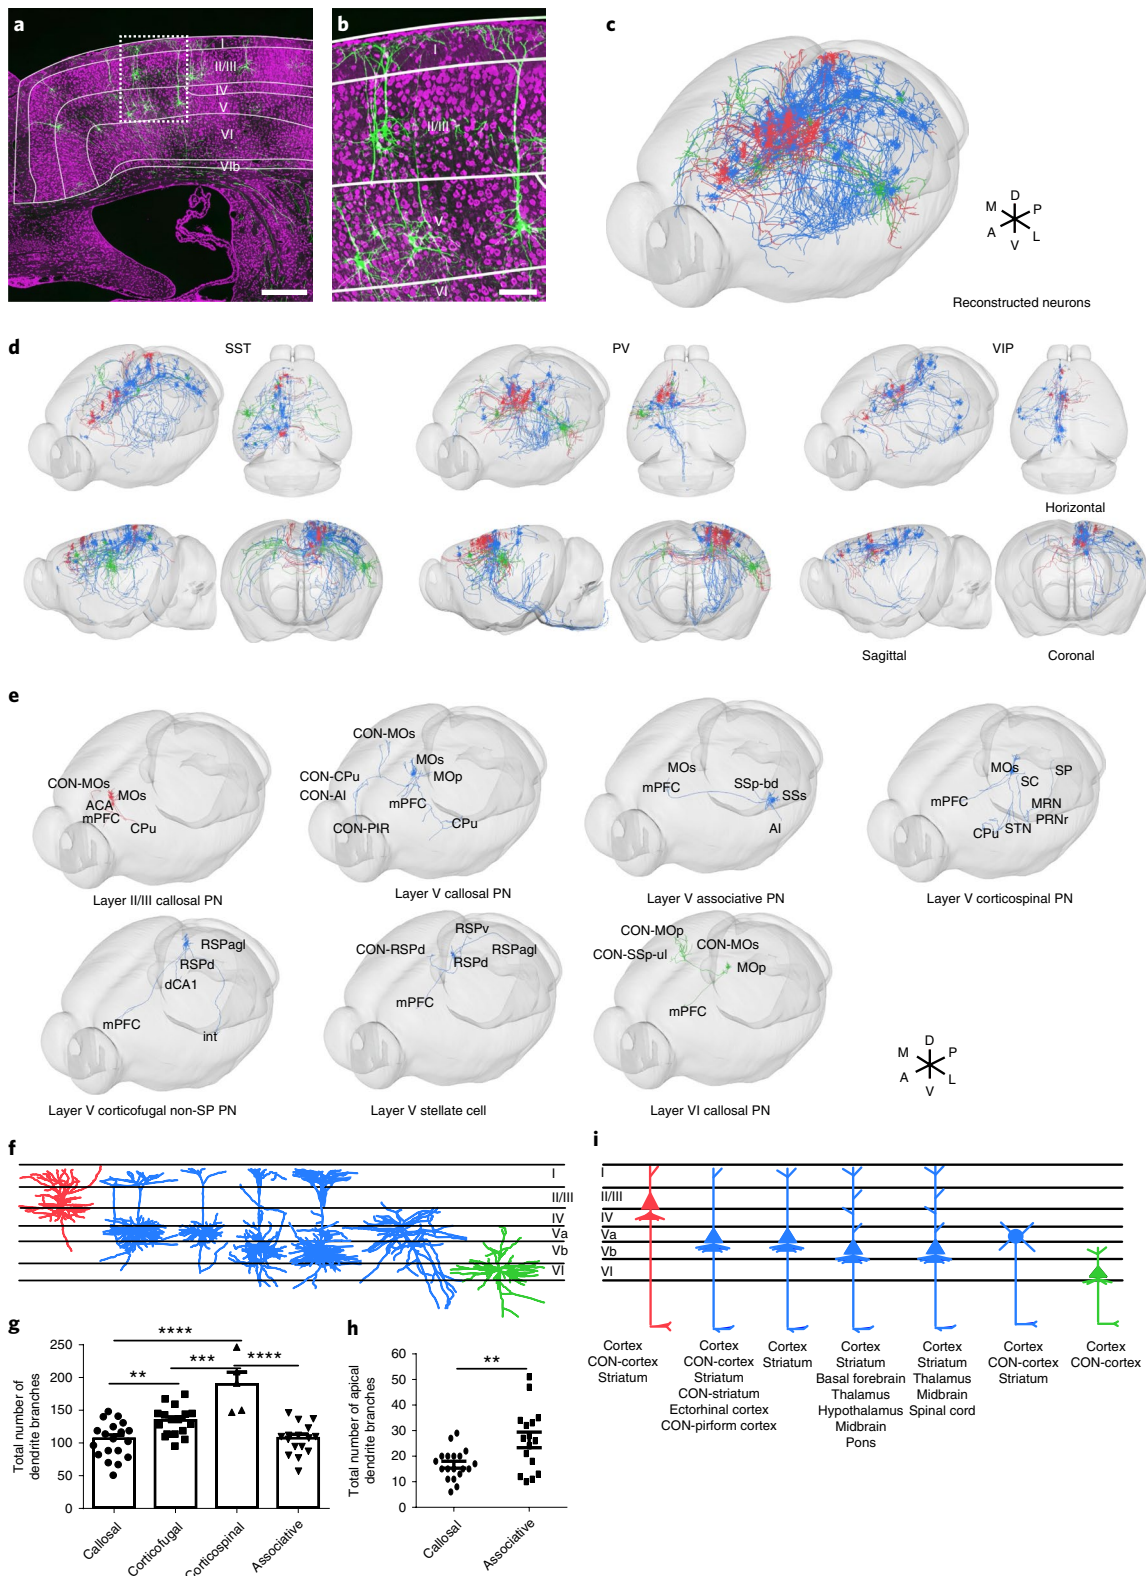 a
I
II/III
IV
V
VI
VIb
b
I
II/III
V
VI
c
D
M P
A L
V
Reconstructed neurons
d
SST
PV
VIP
Horizontal
Sagittal
Coronal
e
CON-MOs
MOs
ACA
mPFC
CPu
Layer II/III callosal PN
CON-MOs
MOs
CON-CPu
MOp
CON-AI
mPFC
CON-PIR
CPu
Layer V callosal PN
MOs
mPFC
SSp-bd
SSs
AI
Layer V associative PN
MOs
SP
SC
mPFC
MRN
PRNr
CPu
STN
Layer V corticospinal PN
RSPagl
RSPd
dCA1
mPFC
int
Layer V corticofugal non-SP PN
RSPv
CON-RSPd
RSPagl
RSPd
mPFC
Layer V stellate cell
CON-MOp
CON-MOs
CON-SSp-ul
MOp
mPFC
Layer VI callosal PN
D
M P
A L
V
f
I
II/III
IV
Va
Vb
VI
g
****
*** ****
**
Total number of
dendrite branches
250
200
150
100
50
0
Callosal
Corticofugal
Corticospinal
Associative
h
**
Total number of apical
dendrite branches
60
50
40
30
20
10
0
Callosal
Associative
i
I
II/III
IV
Va
Vb
VI
Cortex
CON-cortex
Striatum
Cortex
CON-cortex
Striatum
CON-striatum
Ectorhinal cortex
CON-pirform cortex
Cortex
Striatum
Cortex
Striatum
Basal forebrain
Thalamus
Hypothalamus
Midbrain
Pons
Cortex
Striatum
Thalamus
Midbrain
Spinal cord
Cortex
CON-cortex
Striatum
Cortex
CON-cortex